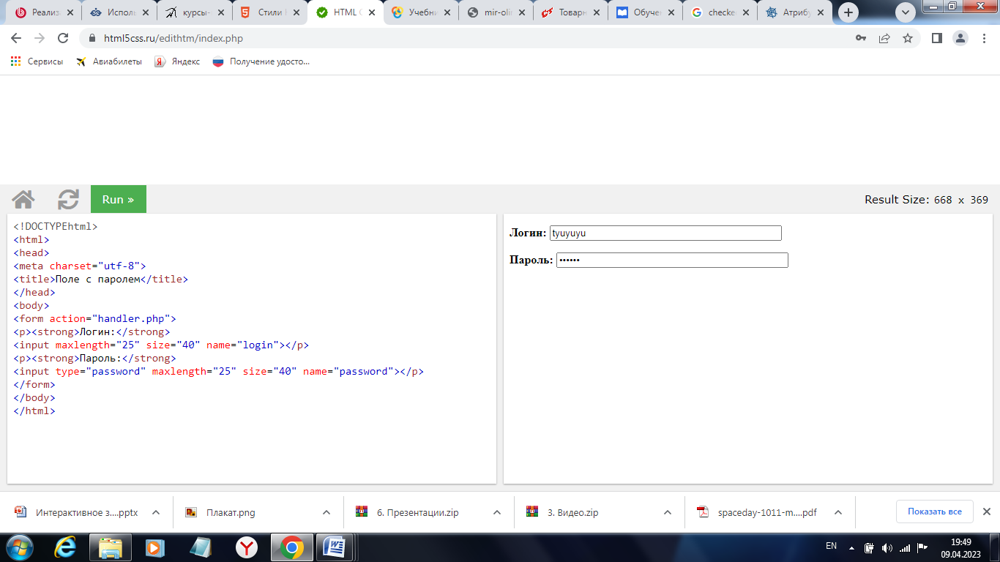 Реализ
Исполь
курсы-
Стили
HTML
Учебни
mir-olin
Товарн
Обучен
checke
Атрибу
html5css.ru/edithtm/index.php
Сервисы
Авиабилеты
Яндекс
Получение удосто...
Run »
Result Size: 668 x 369
<!DOCTYPEhtml>
<html>
<head>
<meta charset="utf-8">
<title>Поле с паролем</title>
</head>
<body>
<form action="handler.php">
<p><strong>Логин:</strong>
<input maxlength="25" size="40" name="login"></p>
<p><strong>Пароль:</strong>
<input type="password" maxlength="25" size="40" name="password"></p>
</form>
</body>
</html>
Логин: tyuyuyu
Пароль: ••••••
Интерактивное з....pptx
Плакат.png
6. Презентации.zip
3. Видео.zip
spaceday-1011-m....pdf
Показать все
EN
19:49
09.04.2023